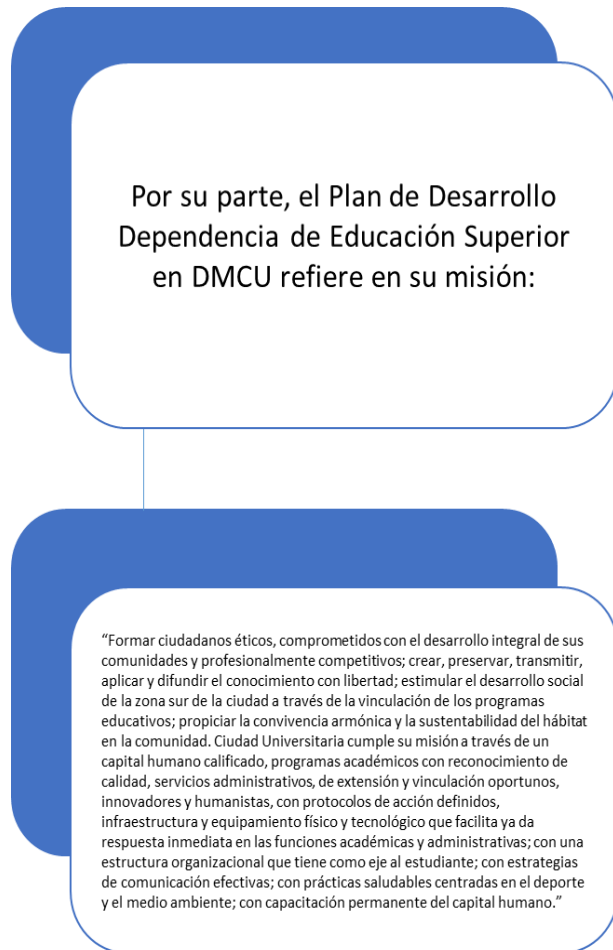 Por su parte, el Plan de Desarrollo
Dependencia de Educación Superior
en DMCU refiere en su misión:
“Formar ciudadanos éticos, comprometidos con el desarrollo integral de sus
comunidades y profesionalmente competitivos; crear, preservar, transmitir,
aplicar y difundir el conocimiento con libertad; estimular el desarrollo social
de la zona sur de la ciudad a través de la vinculación de los programas
educativos; propiciar la convivencia armónica y la sustentabilidad del hábitat
en la comunidad. Ciudad Universitaria cumple su misión a través de un
capital humano calificado, programas académicos con reconocimiento de
calidad, servicios administrativos, de extensión y vinculación oportunos,
innovadores y humanistas, con protocolos de acción definidos,
infraestructura y equipamiento físico y tecnológico que facilita ya da
respuesta inmediata en las funciones académicas y administrativas; con una
estructura organizacional que tiene como eje al estudiante; con estrategias
de comunicación efectivas; con prácticas saludables centradas en el deporte
y el medio ambiente; con capacitación permanente del capital humano.”